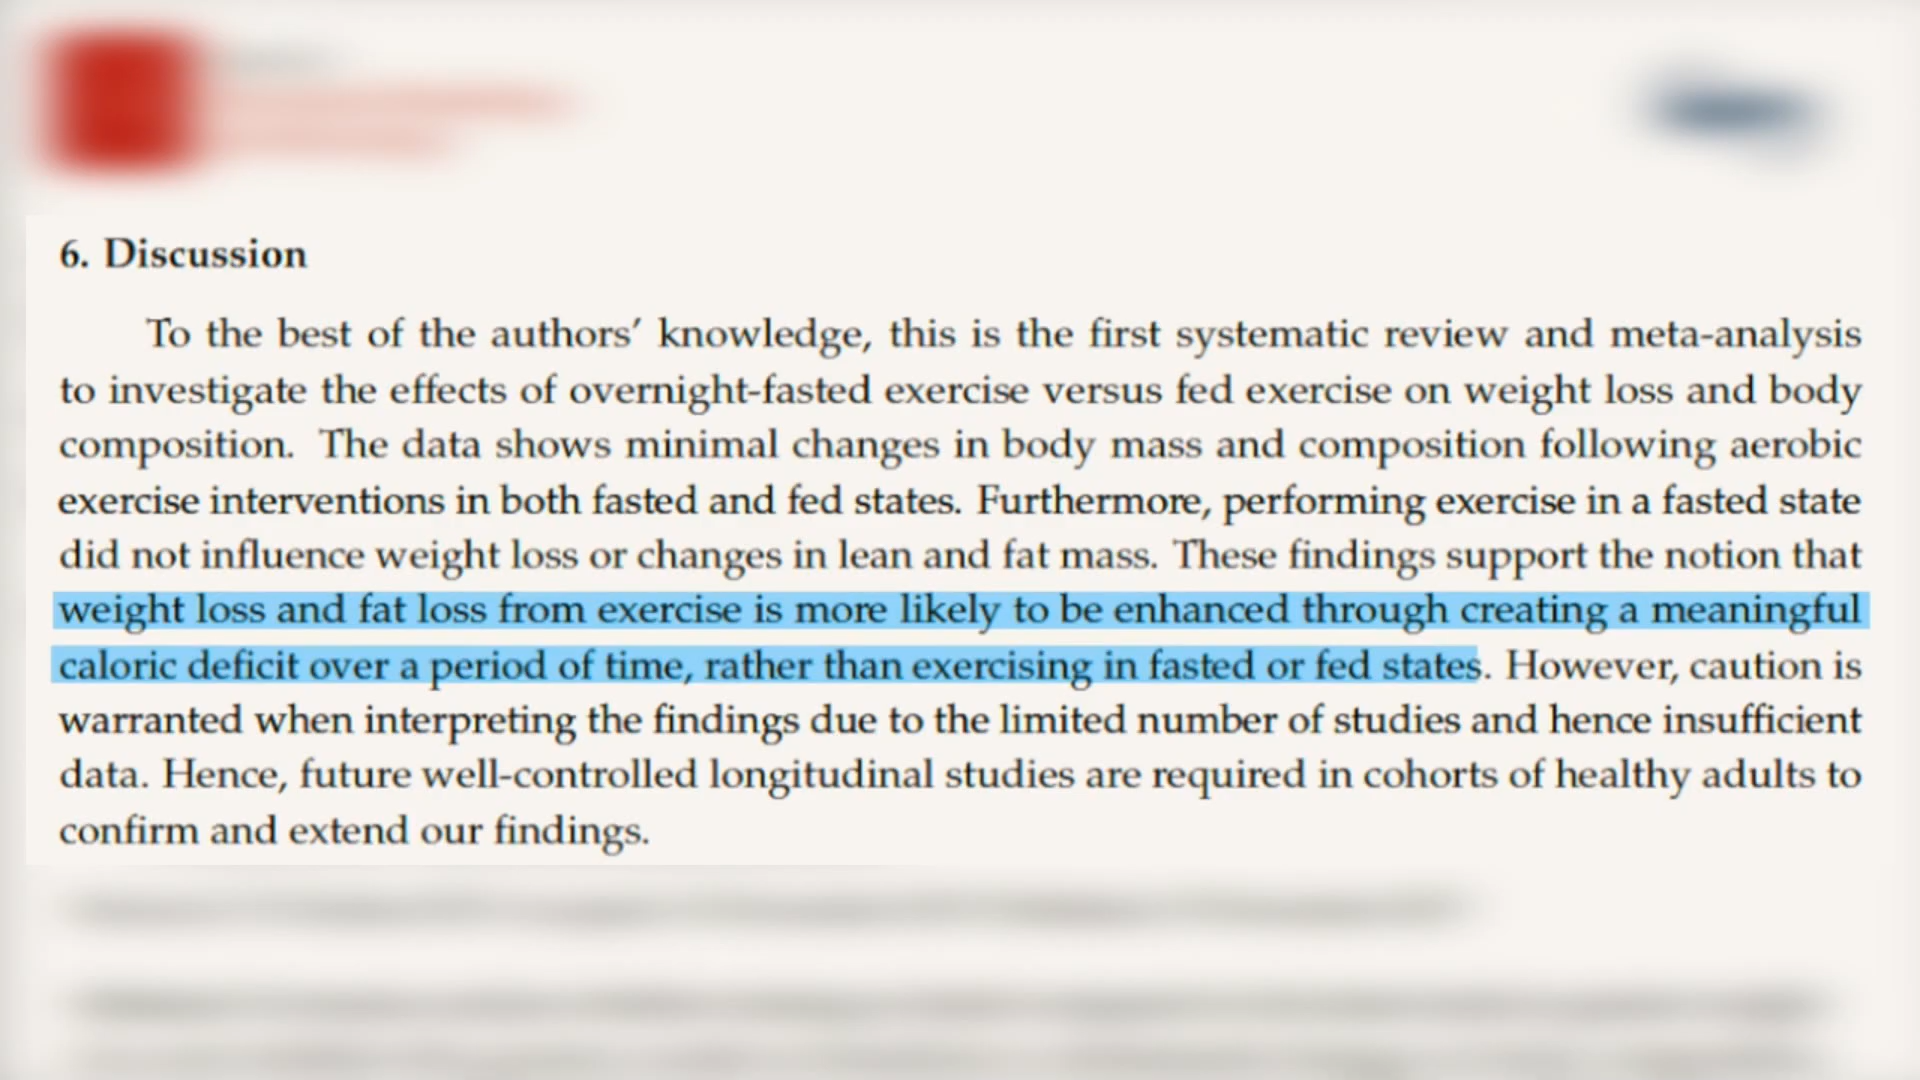 6. Discussion
To the best of the authors’ knowledge, this is the first systematic review and meta-analysis
to investigate the effects of overnight-fasted exercise versus fed exercise on weight loss and body
composition. The data shows minimal changes in body mass and composition following aerobic
exercise interventions in both fasted and fed states. Furthermore, performing exercise in a fasted state
did not influence weight loss or changes in lean and fat mass. These findings support the notion that
weight loss and fat loss from exercise is more likely to be enhanced through creating a meaningful
caloric deficit over a period of time, rather than exercising in fasted or fed states. However, caution is
warranted when interpreting the findings due to the limited number of studies and hence insufficient
data. Hence, future well-controlled longitudinal studies are required in cohorts of healthy adults to
confirm and extend our findings.